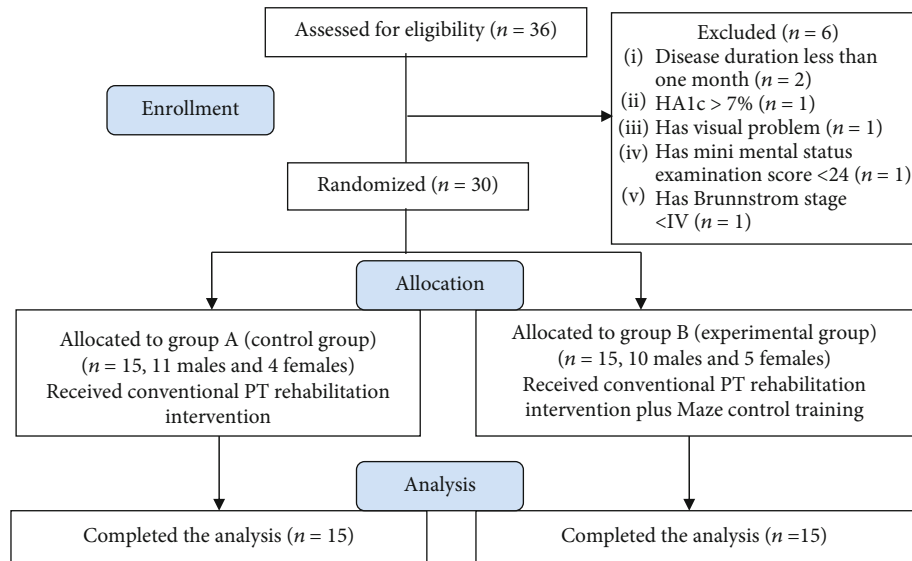 Assessed for eligibility (n = 36)
Excluded (n = 6)
(i) Disease duration less than
one month (n = 2)
(ii) HA1c > 7% (n = 1)
(iii) Has visual problem (n = 1)
(iv) Has mini mental status
examination score <24 (n = 1)
(v) Has Brunnstrom stage
<IV (n = 1)
Enrollment
Randomized (n = 30)
Allocation
Allocated to group A (control group)
(n = 15, 11 males and 4 females)
Received conventional PT rehabilitation
intervention
Allocated to group B (experimental group)
(n = 15, 10 males and 5 females)
Received conventional PT rehabilitation
intervention plus Maze control training
Analysis
Completed the analysis (n = 15)
Completed the analysis (n =15)